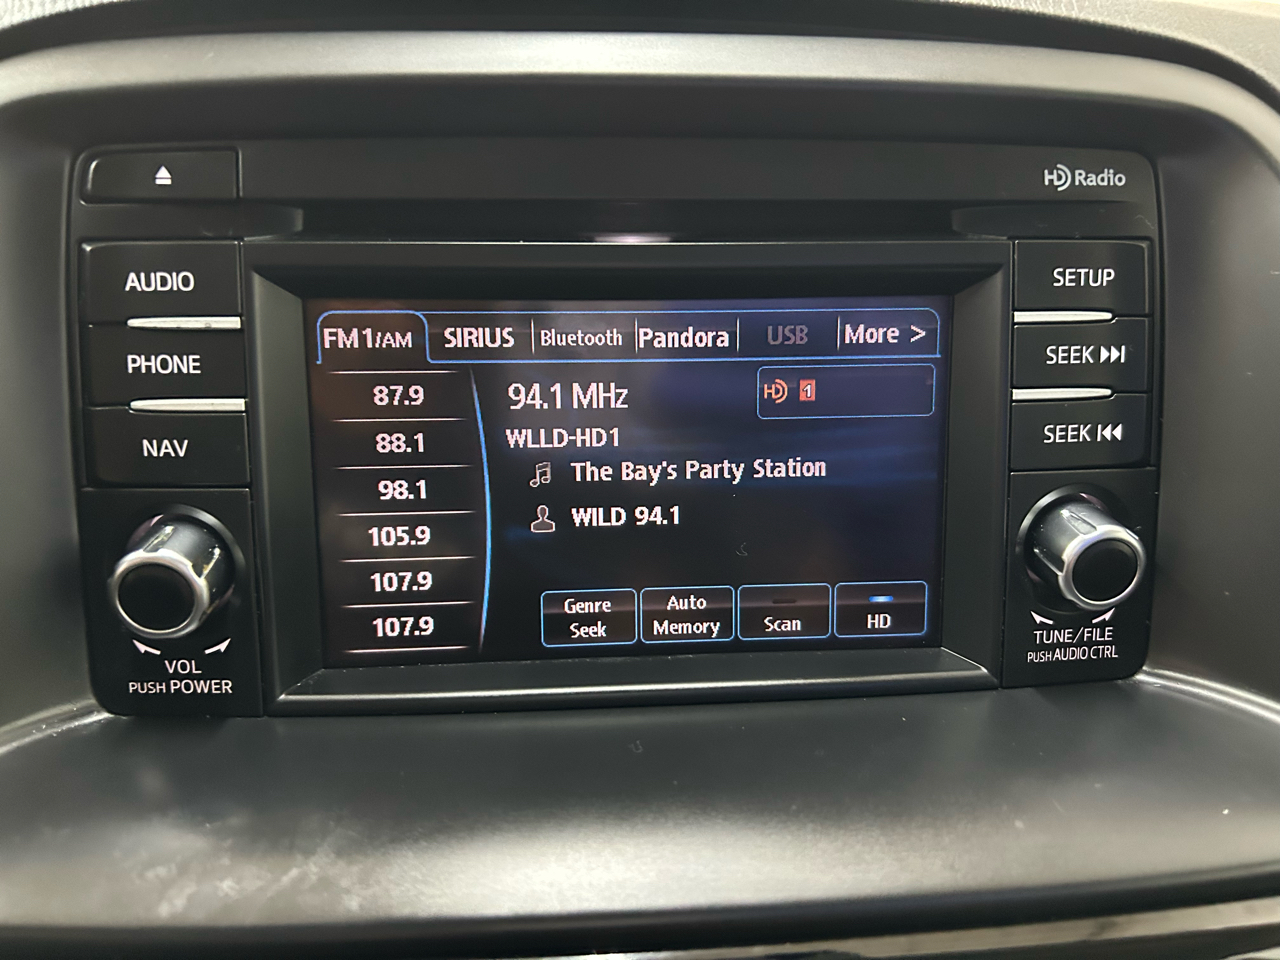 HD Radio
AUDIO
PHONE
NAV
VOL
PUSH POWER
FM1/AM SIRIUS Bluetooth Pandora USB More >
87.9
88.1
98.1
105.9
107.9
107.9
94.1 MHz
HD 1
WLLD-HD1
The Bay's Party Station
WILD 94.1
Genre
Seek
Auto
Memory
Scan
HD
SETUP
SEEK
SEEK
TUNE/FILE
PUSH AUDIO CTRL